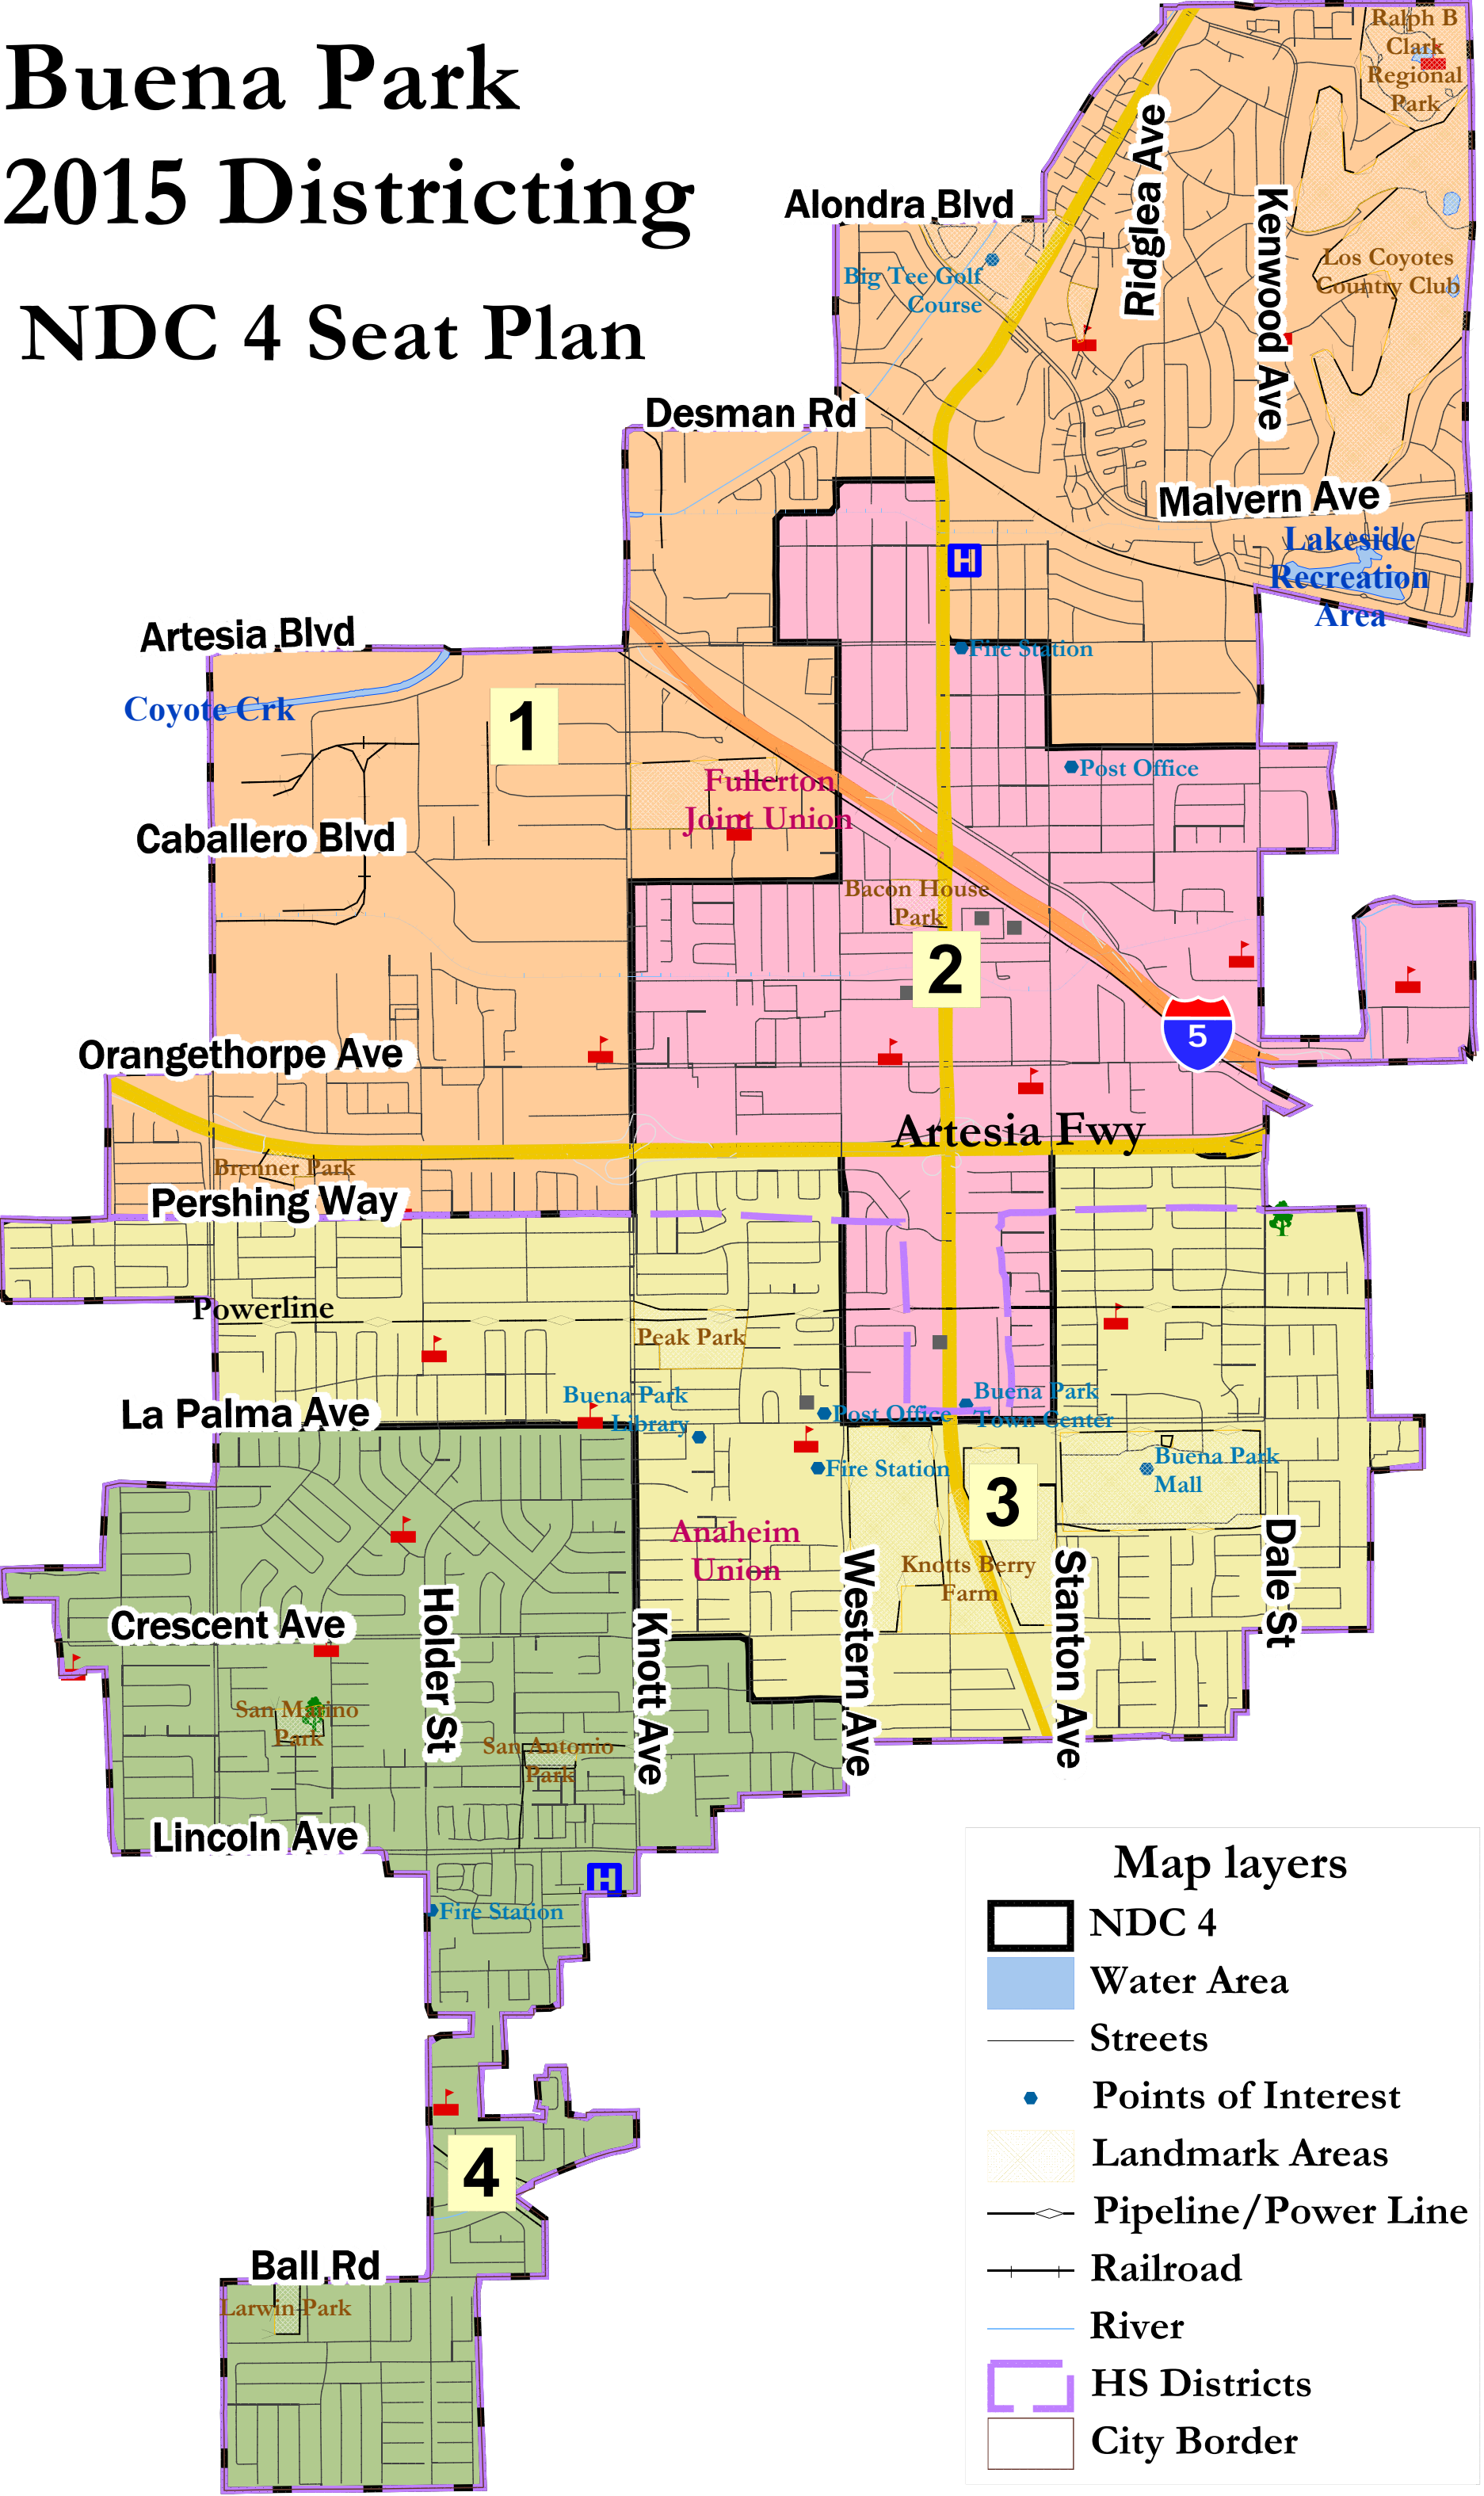 Buena Park
2015 Districting
NDC 4 Seat Plan
Ralph B
Clark
Regional
Park
Ridglea Ave
Kenwood Ave
Alondra Blvd
Big Tee Golf
Course
Los Coyotes
Country Club
Desman Rd
Malvern Ave
Lakeside
Recreation
Area
H
Artesia Blvd
Fire Station
Coyote Crk
1
Post Office
Fullerton
Joint Union
Caballero Blvd
Bacon House
Park
2
5
Orangethorpe Ave
Artesia Fwy
Brenner Park
Pershing Way
Powerline
Peak Park
Buena Park
Library
Buena Park
Town Center
La Palma Ave
Post Office
Fire Station
Buena Park
Mall
3
Anaheim
Union
Knotts Berry
Farm
Western Ave
Stanton Ave
Dale St
Crescent Ave
Holder St
Knott Ave
San Marino
Park
San Antonio
Park
Lincoln Ave
H
Fire Station
4
Ball Rd
Larwin Park
Map layers
NDC 4
Water Area
Streets
Points of Interest
Landmark Areas
Pipeline/Power Line
Railroad
River
HS Districts
City Border